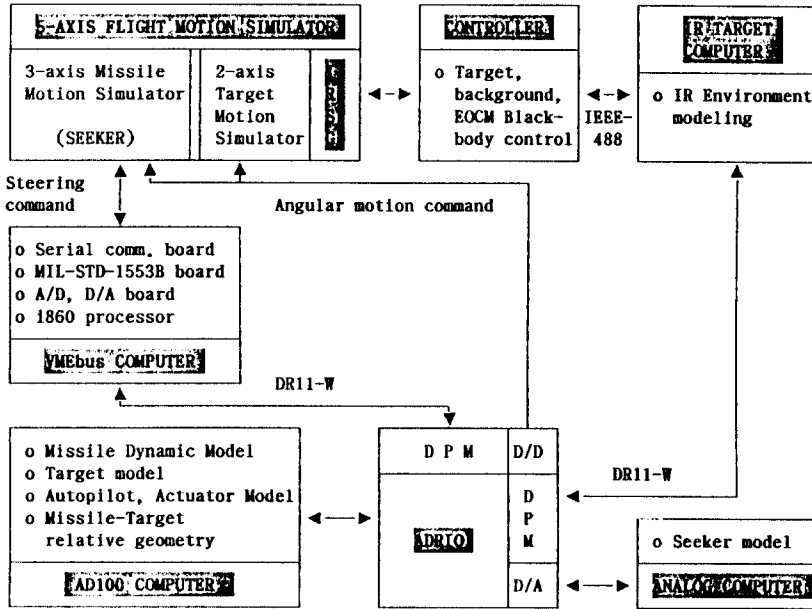 5-AXIS FLIGHT MOTION SIMULATOR
3-axis Missile
Motion Simulator
(SEEKER)
2-axis
Target
Motion
Simulator
CONTROLLER
o Target,
background,
EOCM Black-
body control
IEEE-
488
IR TARGET
COMPUTER
o IR Environment
modeling
Steering
command
Angular motion command
o Serial comm. board
o MIL-STD-1553B board
o A/D, D/A board
o i860 processor
VMEbus COMPUTER
DR11-W
o Missile Dynamic Model
o Target model
o Autopilot, Actuator Model
o Missile-Target
relative geometry
AD100 COMPUTER
D P M
D/D
ADRIO
D
P
M
D/A
DR11-W
o Seeker model
ANALOG COMPUTER